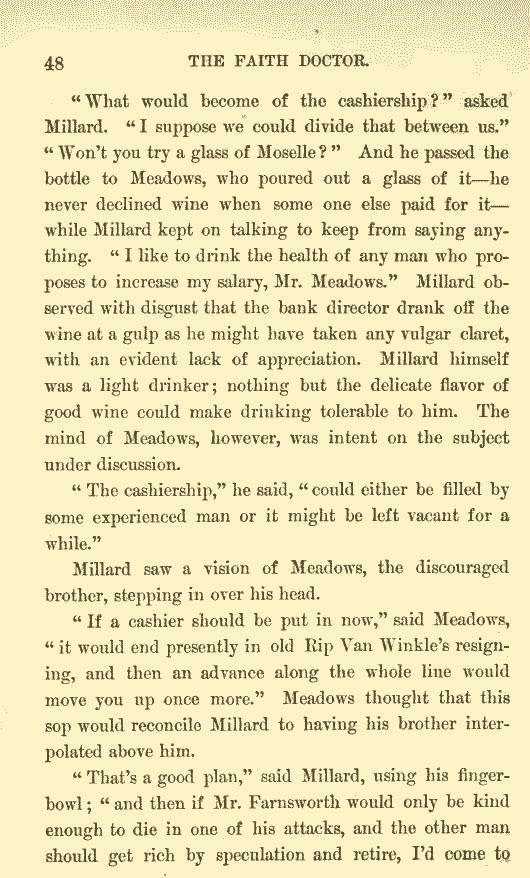 48 THE FAITH DOCTOR.
“What would become of the cashiership?” asked
Millard. “I suppose we could divide that between us.”
“Won’t you try a glass of Moselle?” And he passed the
bottle to Meadows, who poured out a glass of it—he
never declined wine when some one else paid for it—
while Millard kept on talking to keep from saying any-
thing. “I like to drink the health of any man who pro-
poses to increase my salary, Mr. Meadows.” Millard ob-
served with disgust that the bank director drank off the
wine at a gulp as he might have taken any vulgar claret,
with an evident lack of appreciation. Millard himself
was a light drinker; nothing but the delicate flavor of
good wine could make drinking tolerable to him. The
mind of Meadows, however, was intent on the subject
under discussion.
“The cashiership,” he said, “could either be filled by
some experienced man or it might be left vacant for a
while.”
Millard saw a vision of Meadows, the discouraged
brother, stepping in over his head.
“If a cashier should be put in now,” said Meadows,
“it would end presently in old Rip Van Winkle’s resign-
ing, and then an advance along the whole line would
move you up once more.” Meadows thought that this
sop would reconcile Millard to having his brother inter-
polated above him.
“That’s a good plan,” said Millard, using his finger-
bowl; “and then if Mr. Farnsworth would only be kind
enough to die in one of his attacks, and the other man
should get rich by speculation and retire, I’d come to